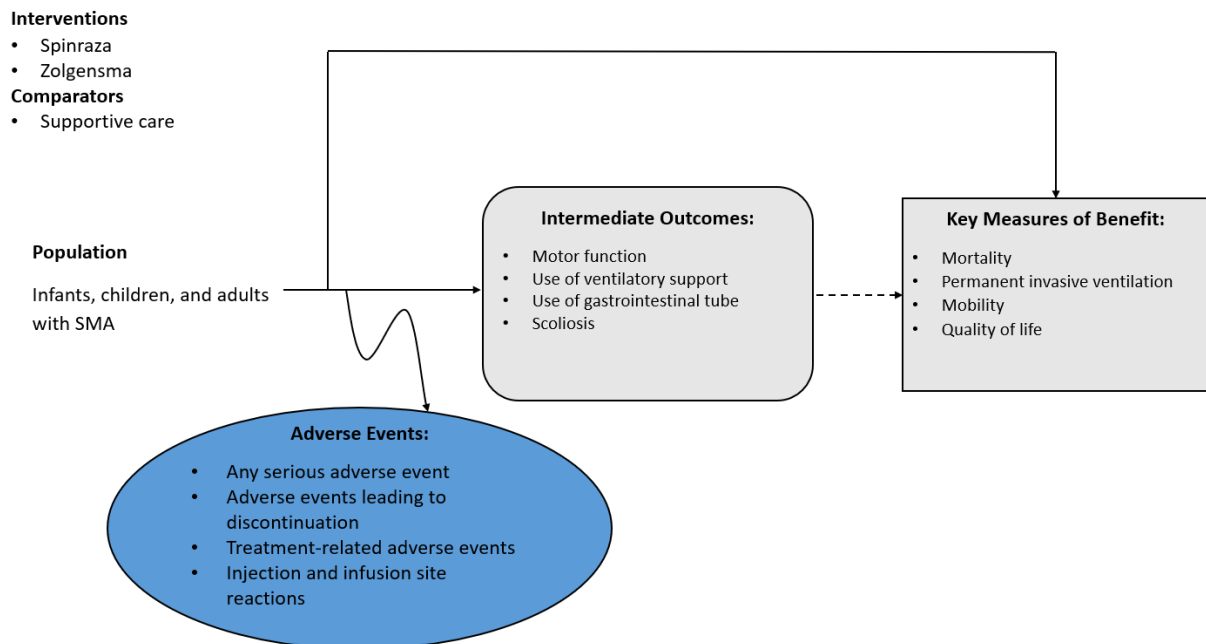 Interventions
• Spinraza
• Zolgensma
Comparators
• Supportive care
Population
Infants, children, and adults
with SMA
Intermediate Outcomes:
• Motor function
• Use of ventilatory support
• Use of gastrointestinal tube
• Scoliosis
Key Measures of Benefit:
• Mortality
• Permanent invasive ventilation
• Mobility
• Quality of life
Adverse Events:
• Any serious adverse event
• Adverse events leading to
discontinuation
• Treatment-related adverse events
• Injection and infusion site
reactions